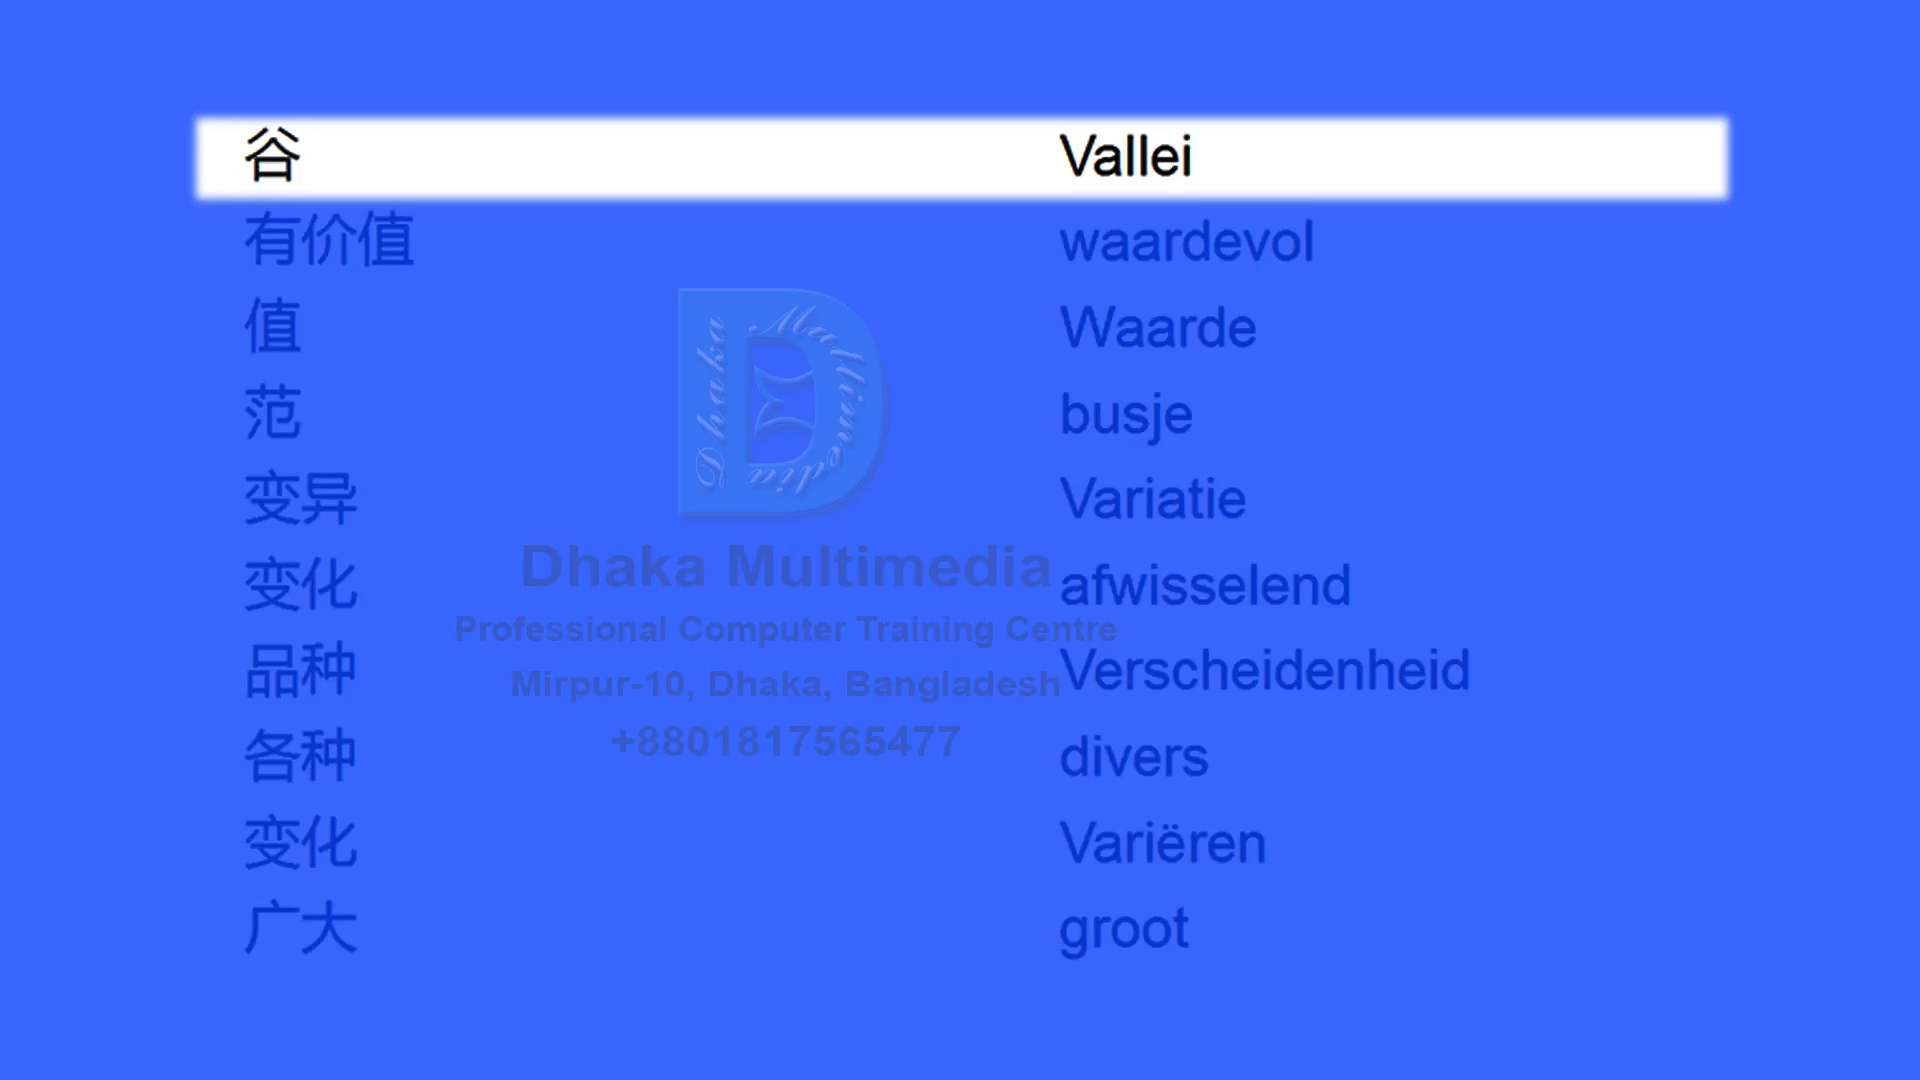 谷 Vallei
有价值 waardevol
值 Waarde
范 busje
变异 Variatie
变化 afwisselend
品种 Verscheidenheid
各种 divers
变化 Variëren
广大 groot
Dhaka Multimedia
Dhaka Multimedia
Professional Computer Training Centre
Mirpur-10, Dhaka, Bangladesh
+8801817565477